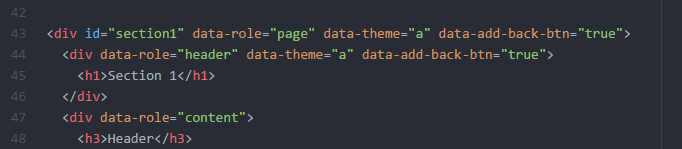 42
43 <div id="section1" data-role="page" data-theme="a" data-add-back-btn="true">
44 <div data-role="header" data-theme="a" data-add-back-btn="true">
45 <h1>Section 1</h1>
46 </div>
47 <div data-role="content">
48 <h3>Header</h3>